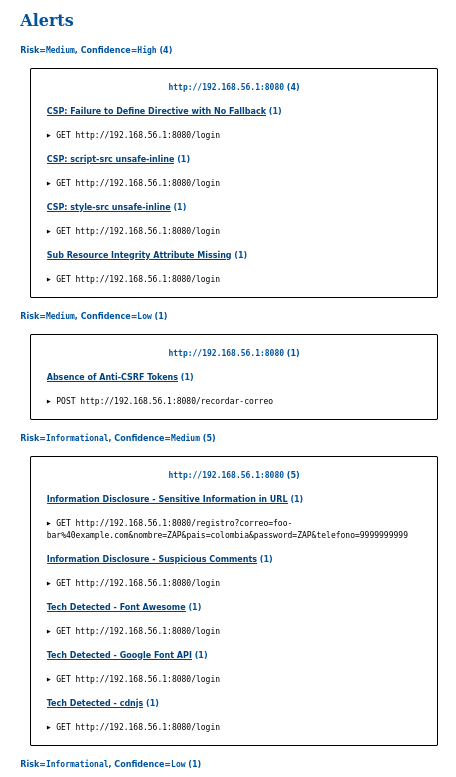 Alerts
Risk=Medium, Confidence=High (4)
http://192.168.56.1:8080 (4)
CSP: Failure to Define Directive with No Fallback (1)
▸ GET http://192.168.56.1:8080/login
CSP: script-src unsafe-inline (1)
▸ GET http://192.168.56.1:8080/login
CSP: style-src unsafe-inline (1)
▸ GET http://192.168.56.1:8080/login
Sub Resource Integrity Attribute Missing (1)
▸ GET http://192.168.56.1:8080/login
Risk=Medium, Confidence=Low (1)
http://192.168.56.1:8080 (1)
Absence of Anti-CSRF Tokens (1)
▸ POST http://192.168.56.1:8080/recordar-correo
Risk=Informational, Confidence=Medium (5)
http://192.168.56.1:8080 (5)
Information Disclosure - Sensitive Information in URL (1)
▸ GET http://192.168.56.1:8080/registro?correo=foo-
bar%40example.com&nombre=ZAP&pais=colombia&password=ZAP&telefono=9999999999
Information Disclosure - Suspicious Comments (1)
▸ GET http://192.168.56.1:8080/login
Tech Detected - Font Awesome (1)
▸ GET http://192.168.56.1:8080/login
Tech Detected - Google Font API (1)
▸ GET http://192.168.56.1:8080/login
Tech Detected - cdnjs (1)
▸ GET http://192.168.56.1:8080/login
Risk=Informational, Confidence=Low (1)